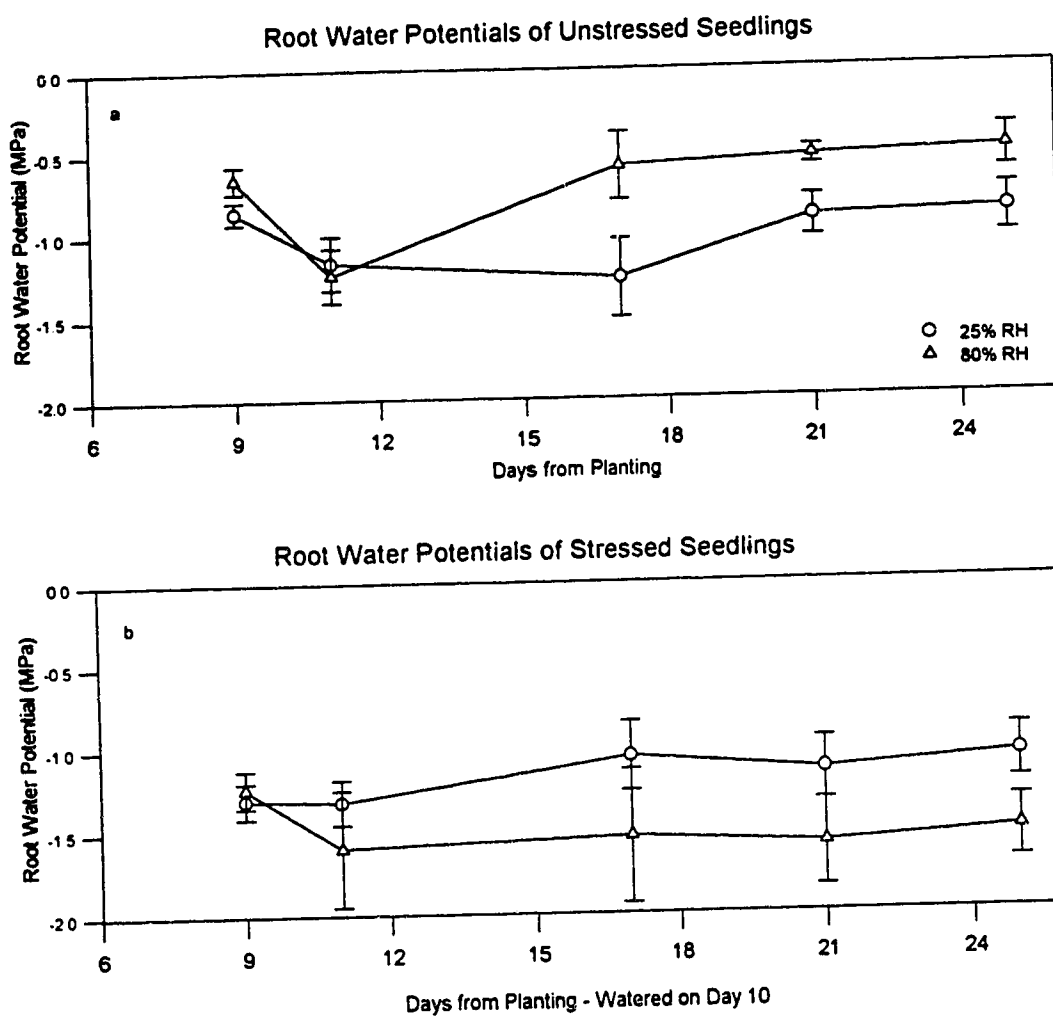 Root Water Potentials of Unstressed Seedlings
a
Root Water Potential (MPa)
0.0
-0.5
-1.0
-1.5
-2.0
25% RH
80% RH
6 9 12 15 18 21 24
Days from Planting
Root Water Potentials of Stressed Seedlings
b
Root Water Potential (MPa)
0.0
-0.5
-1.0
-1.5
-2.0
6 9 12 15 18 21 24
Days from Planting - Watered on Day 10